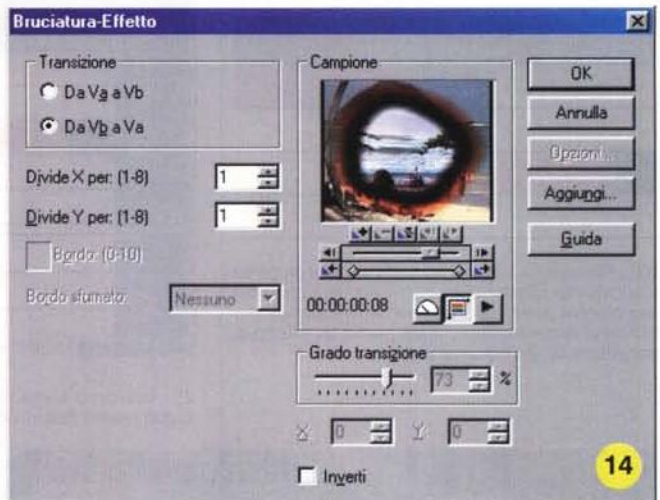 Bruciatura-Effetto
Transizione
Da Va a Vb
Da Vb a Va
Divide X per: (1-8) 1
Divide Y per: (1-8) 1
Bordo: (0-10)
Bordo sfumato: Nessuno
Campione
00:00:00:08
Grado transizione
73 %
X: 0 Y: 0
Inverti
OK
Annulla
Opzioni...
Aggiungi...
Guida
14